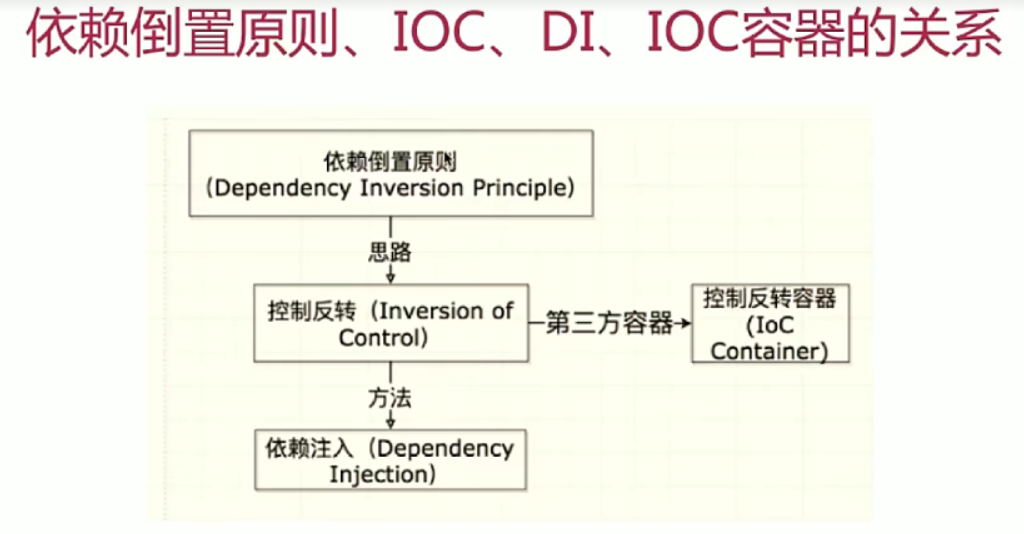 依赖倒置原则、IOC、DI、IOC容器的关系
依赖倒置原则
(Dependency Inversion Principle)
思路
控制反转（Inversion of
Control）
第三方容器
控制反转容器
(IoC
Container)
方法
依赖注入（Dependency
Injection）